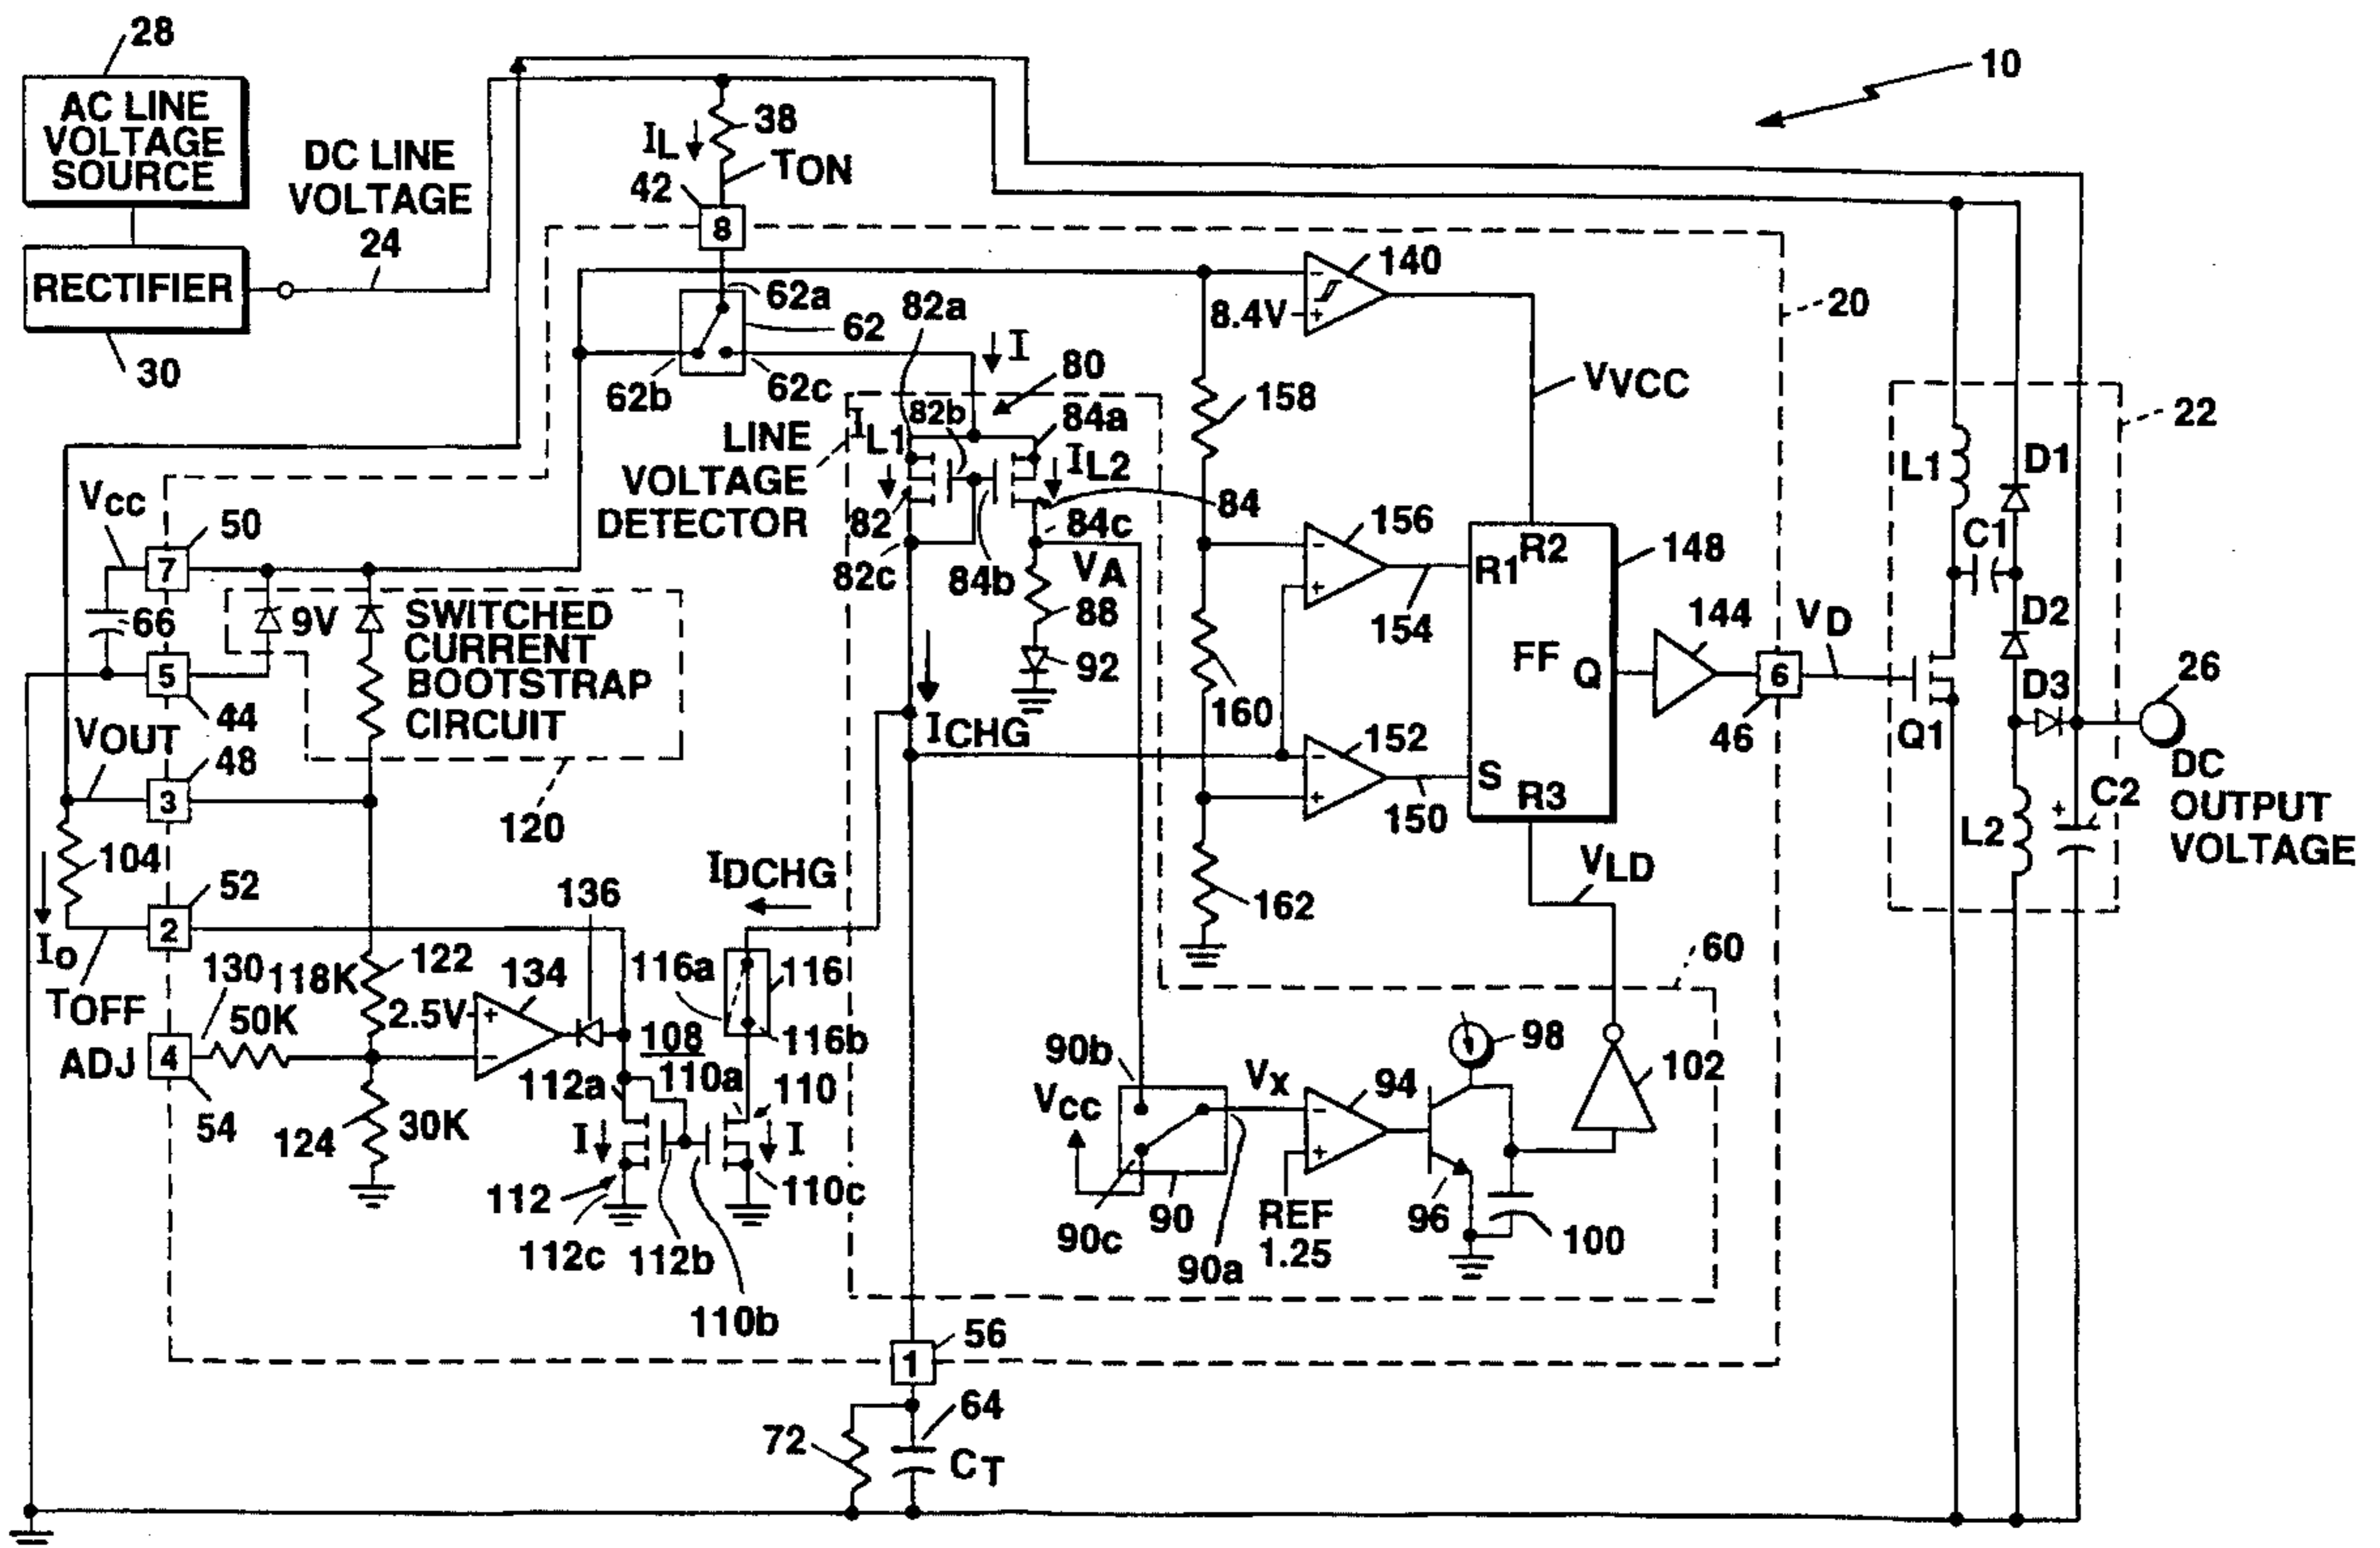 28
AC LINE
VOLTAGE
SOURCE
DC LINE
VOLTAGE
24
RECTIFIER
30
10
38
IL
TON
42
8
62a
62
62b
62c
82a
I
80
140
8.4V
-
+
20
VVCC
158
22
LINE
VOLTAGE
DETECTOR
IL1
82b
84a
IL2
82
84
84c
82c
84b
VA
88
92
156
-
+
154
R1
R2
148
FF
Q
S
R3
144
VD
6
46
160
152
-
+
150
162
VLD
L1
D1
C1
D2
D3
Q1
L2
C2
+
26
DC
OUTPUT
VOLTAGE
VCC
50
7
66
9V
SWITCHED
CURRENT
BOOTSTRAP
CIRCUIT
5
44
VOUT
48
3
120
104
52
2
IO
TOFF
130
118K
122
50K
ADJ
4
54
124
30K
2.5V
134
+
-
136
ICHG
IDCHG
116a
116
116b
108
112a
110a
110
I
I
112
110c
112c
112b
110b
60
90b
VCC
VX
94
-
+
98
102
90c
90
90a
REF
1.25
96
100
1
56
72
64
CT